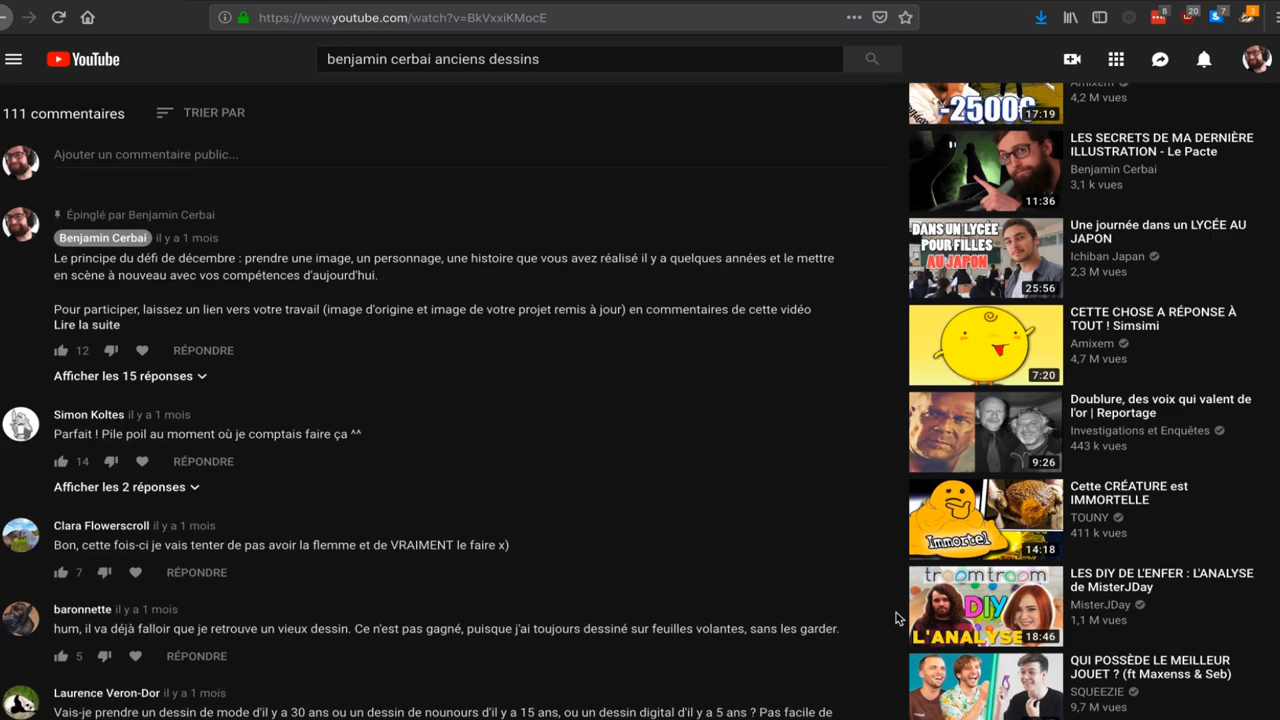 https://www.youtube.com/watch?v=BkVxxiKMocE
8
20
7
3
YouTube
benjamin cerbai anciens dessins
111 commentaires
TRIER PAR
Ajouter un commentaire public...
Épinglé par Benjamin Cerbai
Benjamin Cerbai il y a 1 mois
Le principe du défi de décembre : prendre une image, un personnage, une histoire que vous avez réalisé il y a quelques années et le mettre
en scène à nouveau avec vos compétences d'aujourd'hui.
Pour participer, laissez un lien vers votre travail (image d'origine et image de votre projet remis à jour) en commentaires de cette vidéo
Lire la suite
12 RÉPONDRE
Afficher les 15 réponses
Simon Koltes il y a 1 mois
Parfait ! Pile poil au moment où je comptais faire ça ^^
14 RÉPONDRE
Afficher les 2 réponses
Clara Flowerscroll il y a 1 mois
Bon, cette fois-ci je vais tenter de pas avoir la flemme et de VRAIMENT le faire x)
7 RÉPONDRE
baronnette il y a 1 mois
hum, il va déjà falloir que je retrouve un vieux dessin. Ce n'est pas gagné, puisque j'ai toujours dessiné sur feuilles volantes, sans les garder.
5 RÉPONDRE
Laurence Veron-Dor il y a 1 mois
Vais-je prendre un dessin de mode d'il y a 30 ans ou un dessin de nounours d'il y a 15 ans, ou un dessin digital d'il y a 5 ans ? Pas facile de
-2500€
17:19
Amixem
4,2 M vues
11:36
LES SECRETS DE MA DERNIÈRE
ILLUSTRATION - Le Pacte
Benjamin Cerbai
3,1 k vues
DANS UN LYCÉE
POUR FILLES
AU JAPON
25:56
Une journée dans un LYCÉE AU
JAPON
Ichiban Japan
2,3 M vues
7:20
CETTE CHOSE A RÉPONSE À
TOUT ! Simsimi
Amixem
4,7 M vues
9:26
Doublure, des voix qui valent de
l'or | Reportage
Investigations et Enquêtes
443 k vues
Immortel
14:18
Cette CRÉATURE est
IMMORTELLE
TOUNY
411 k vues
troomtroom
DIY
L'ANALYSE
18:46
LES DIY DE L'ENFER : L'ANALYSE
de MisterJDay
MisterJDay
1,1 M vues
QUI POSSÈDE LE MEILLEUR
JOUET ? (ft Maxenss & Seb)
SQUEEZIE
9,7 M vues